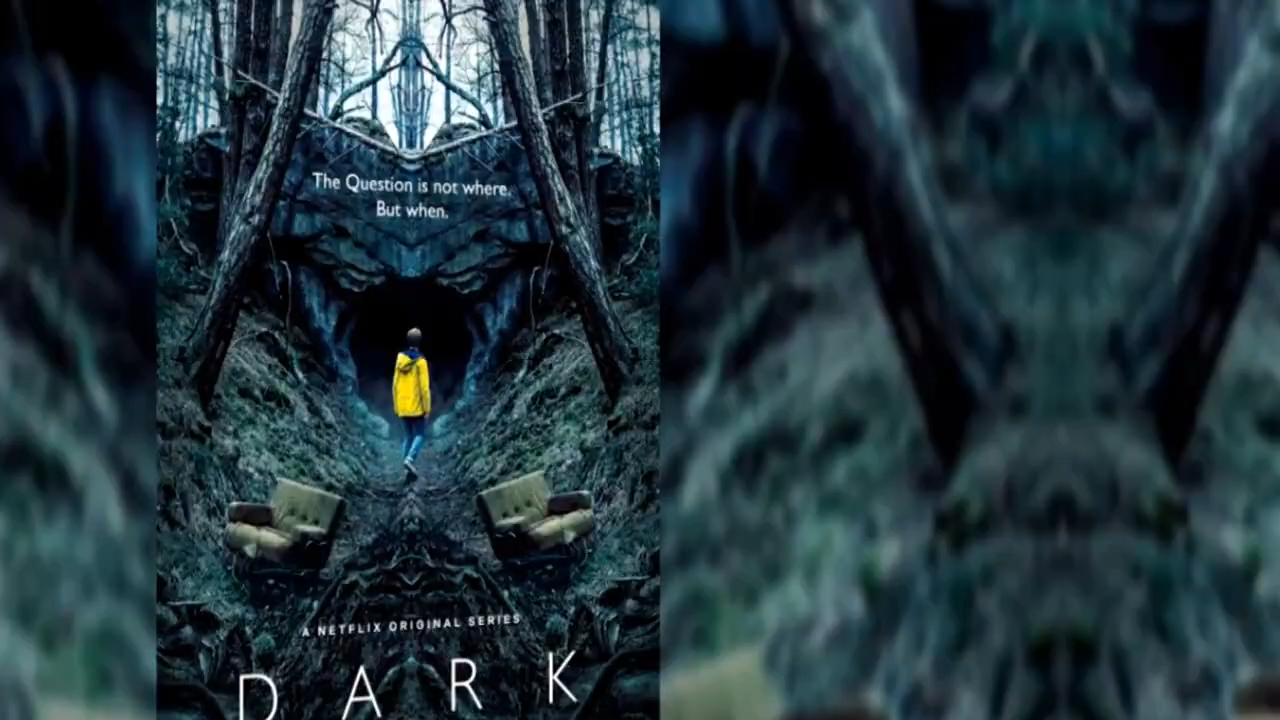 The Question is not where.
But when.
A NETFLIX ORIGINAL SERIES
DARK